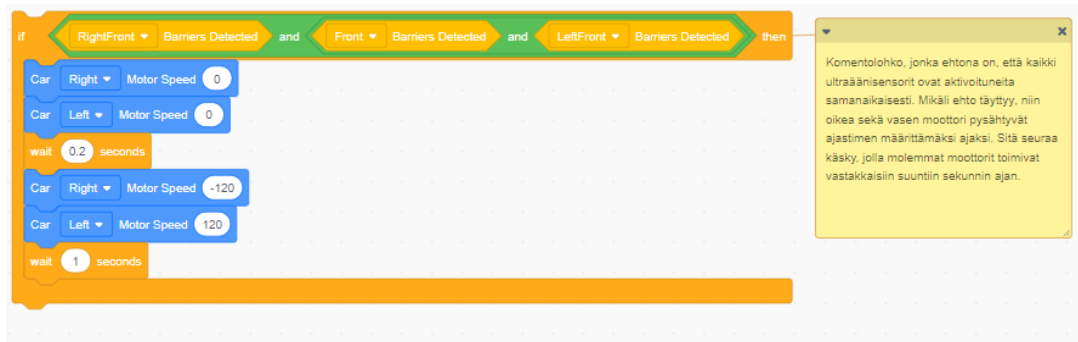 if RightFront Barriers Detected and Front Barriers Detected and LeftFront Barriers Detected then
Car Right Motor Speed 0
Car Left Motor Speed 0
wait 0.2 seconds
Car Right Motor Speed -120
Car Left Motor Speed 120
wait 1 seconds
Komentolohko, jonka ehtona on, että kaikki
ultraäänisensorit ovat aktivoituneita
samanaikaisesti. Mikäli ehto täyttyy, niin
oikea sekä vasen moottori pysähtyvät
ajastimen määrittämäksi ajaksi. Sitä seuraa
käsky, jolla molemmat moottorit toimivat
vastakkaisiin suuntiin sekunnin ajan.